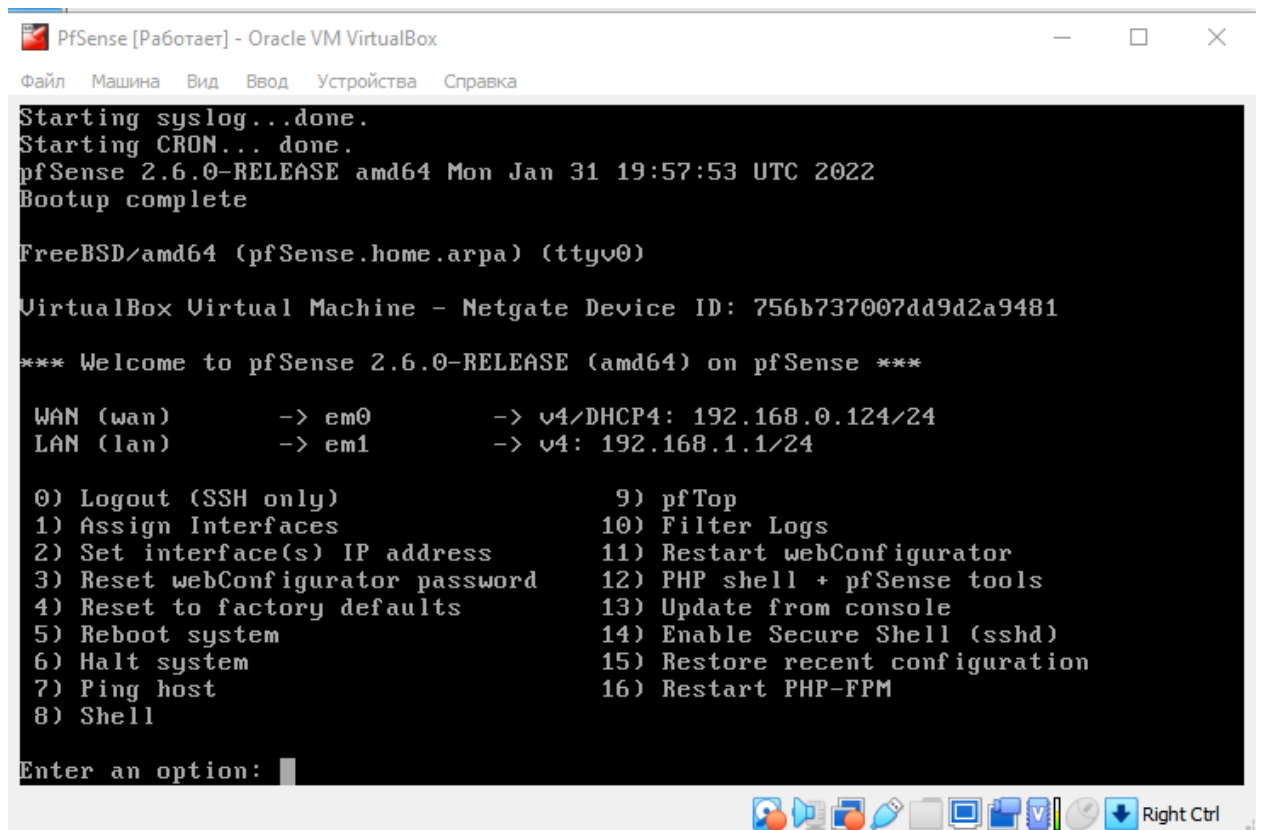 PfSense [Работает] - Oracle VM VirtualBox
Файл Машина Вид Ввод Устройства Справка
Starting syslog...done.
Starting CRON... done.
pfSense 2.6.0-RELEASE amd64 Mon Jan 31 19:57:53 UTC 2022
Bootup complete
FreeBSD/amd64 (pfSense.home.arpa) (ttyv0)
VirtualBox Virtual Machine - Netgate Device ID: 756b737007dd9d2a9481
*** Welcome to pfSense 2.6.0-RELEASE (amd64) on pfSense ***
WAN (wan) -> em0 -> v4/DHCP4: 192.168.0.124/24
LAN (lan) -> em1 -> v4: 192.168.1.1/24
0) Logout (SSH only) 9) pfTop
1) Assign Interfaces 10) Filter Logs
2) Set interface(s) IP address 11) Restart webConfigurator
3) Reset webConfigurator password 12) PHP shell + pfSense tools
4) Reset to factory defaults 13) Update from console
5) Reboot system 14) Enable Secure Shell (sshd)
6) Halt system 15) Restore recent configuration
7) Ping host 16) Restart PHP-FPM
8) Shell
Enter an option:
Right Ctrl